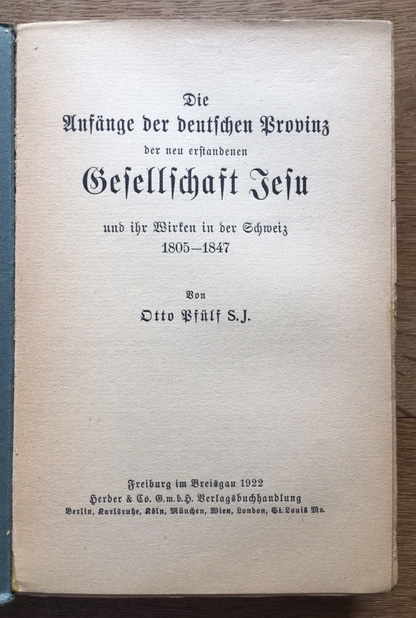 Die
Anfänge der deutschen Provinz
der neu erstandenen
Gesellschaft Jesu
und ihr Wirken in der Schweiz
1805–1847
Von
Otto Pfülf S.J.
Freiburg im Breisgau 1922
Herder & Co. G.m.b.H. Verlagsbuchhandlung
Berlin, Karlsruhe, Köln, München, Wien, London, St. Louis Mo.